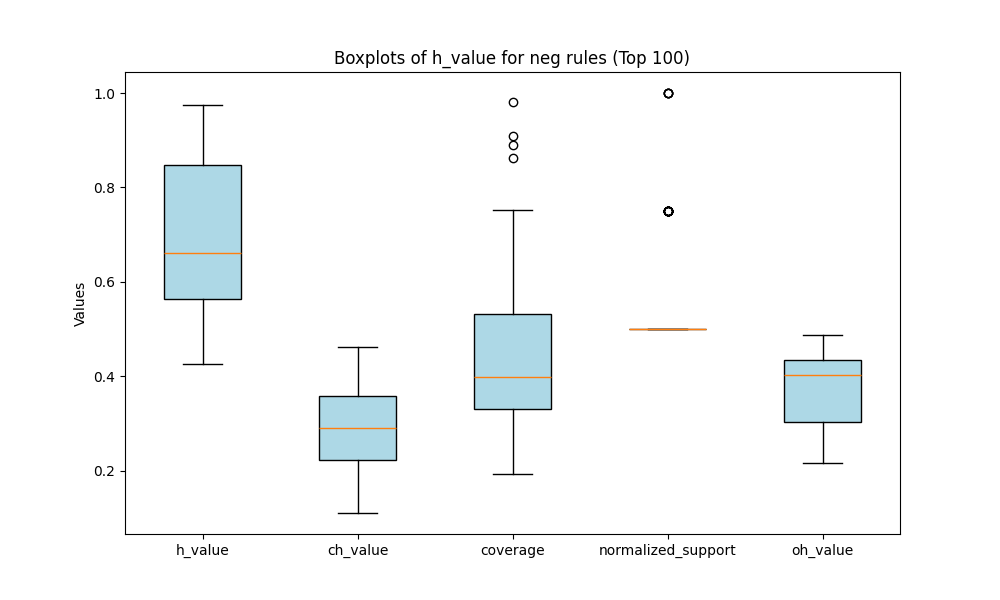 Boxplots of h_value for neg rules (Top 100)
Values
1.0
0.8
0.6
0.4
0.2
h_value
ch_value
coverage
normalized_support
oh_value